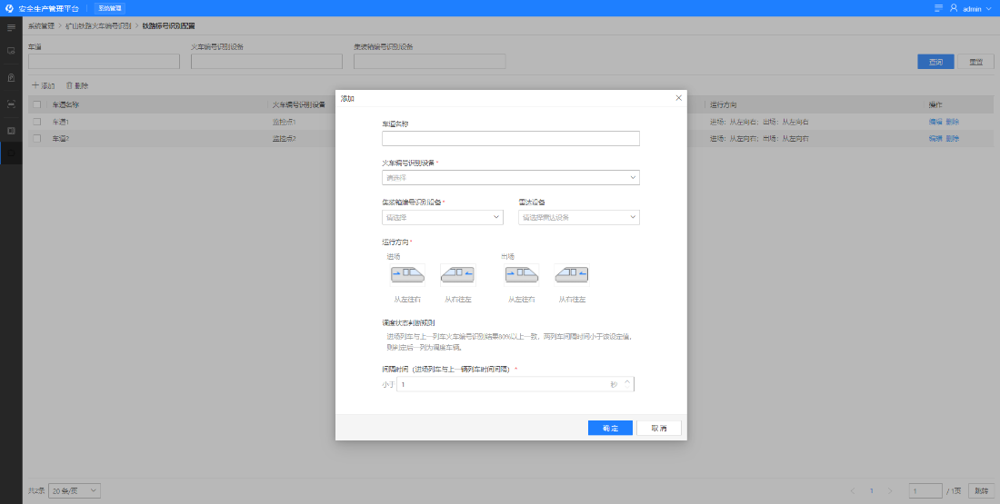 安全生产管理平台 系统管理 admin
系统管理 > 矿山铁路火车编号识别 > 铁路标号识别配置
车道 火车编号识别设备 集装箱编号识别设备
查询 重置
添加 删除
添加
车道名称 火车编号识别设备 运行方向 操作
车道1 监控点1 进场：从左向右；出场：从左向右 编辑 删除
车道2 监控点2 进场：从左向右；出场：从左向右 编辑 删除
车道名称
火车编号识别设备 *
请选择
集装箱编号识别设备 * 雷达设备
请选择 请选择雷达设备
运行方向 *
进场 出场
从左往右 从右往左 从左往右 从右往左
调度状态判断规则
进场列车与上一列车火车编号识别结果80%以上一致，两列车间隔时间小于该设定值，
则判定后一列为调度车辆。
间隔时间（进场列车与上一辆列车时间间隔） *
小于 1 秒
确定 取消
共2条 20 条/页 1 1 / 1页 跳转